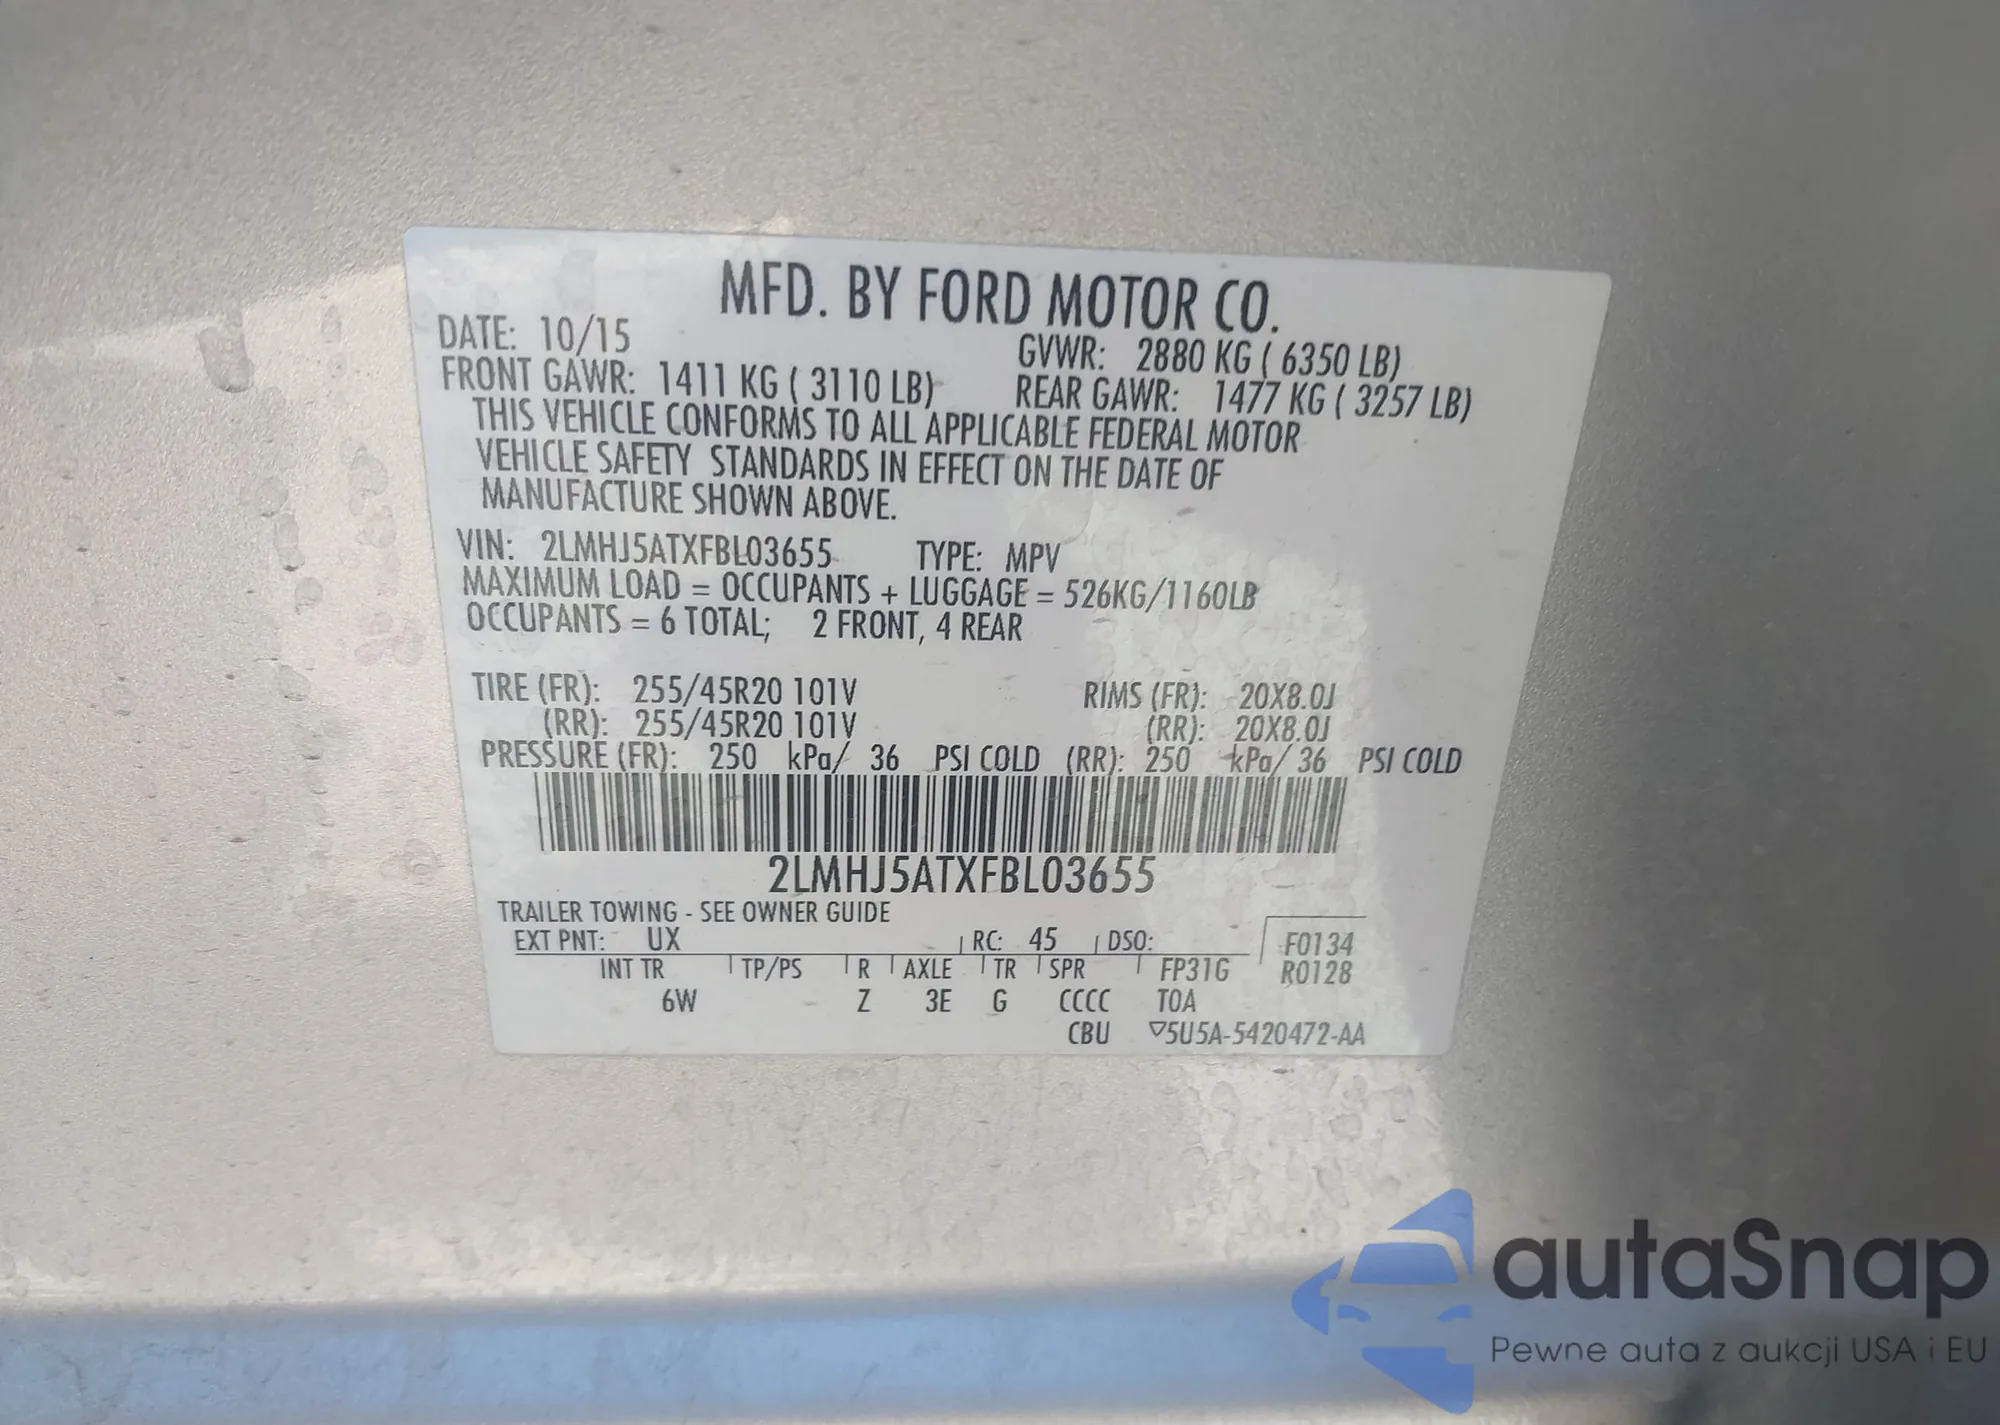 MFD. BY FORD MOTOR CO.
DATE: 10/15 GVWR: 2880 KG ( 6350 LB)
FRONT GAWR: 1411 KG ( 3110 LB) REAR GAWR: 1477 KG ( 3257 LB)
THIS VEHICLE CONFORMS TO ALL APPLICABLE FEDERAL MOTOR
VEHICLE SAFETY STANDARDS IN EFFECT ON THE DATE OF
MANUFACTURE SHOWN ABOVE.
VIN: 2LMHJ5ATXFBL03655 TYPE: MPV
MAXIMUM LOAD = OCCUPANTS + LUGGAGE = 526KG/1160LB
OCCUPANTS = 6 TOTAL; 2 FRONT, 4 REAR
TIRE (FR): 255/45R20 101V RIMS (FR): 20X8.0J
(RR): 255/45R20 101V (RR): 20X8.0J
PRESSURE (FR): 250 kPa/ 36 PSI COLD (RR): 250 kPa/ 36 PSI COLD
2LMHJ5ATXFBL03655
TRAILER TOWING - SEE OWNER GUIDE
EXT PNT: UX RC: 45 DSO: F0134
INT TR TP/PS R AXLE TR SPR FP31G R0128
6W Z 3E G CCCC TOA
CBU ▽5U5A-5420472-AA
autaSnap
Pewne auta z aukcji USA i EU